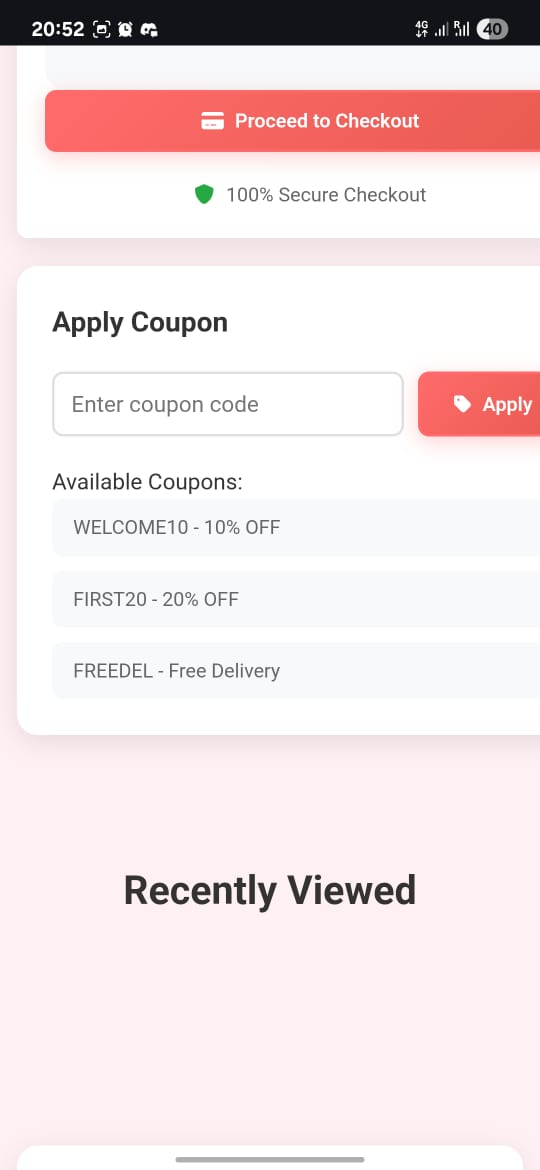 20:52
4G R 40
Proceed to Checkout
100% Secure Checkout
Apply Coupon
Enter coupon code
Apply
Available Coupons:
WELCOME10 - 10% OFF
FIRST20 - 20% OFF
FREEDEL - Free Delivery
Recently Viewed